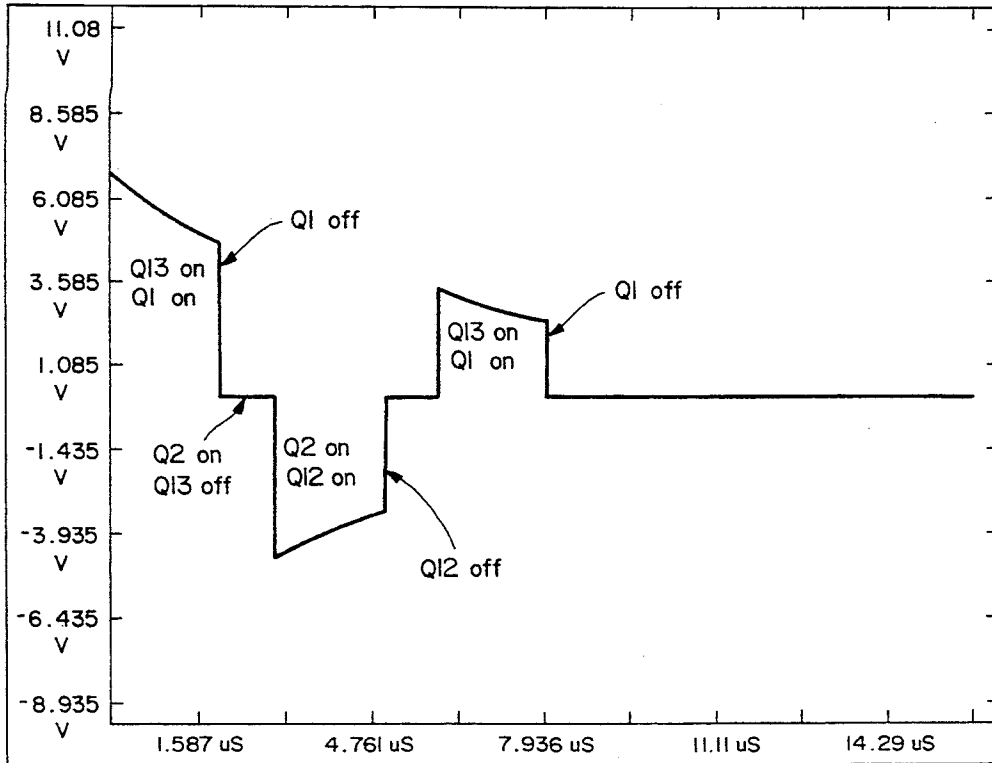 11.08
V
8.585
V
6.085
V
3.585
V
1.085
V
-1.435
V
-3.935
V
-6.435
V
-8.935
V
Q1 off
Q13 on
Q1 on
Q2 on
Q13 off
Q2 on
Q12 on
Q12 off
Q13 on
Q1 on
Q1 off
1.587 uS
4.761 uS
7.936 uS
11.11 uS
14.29 uS